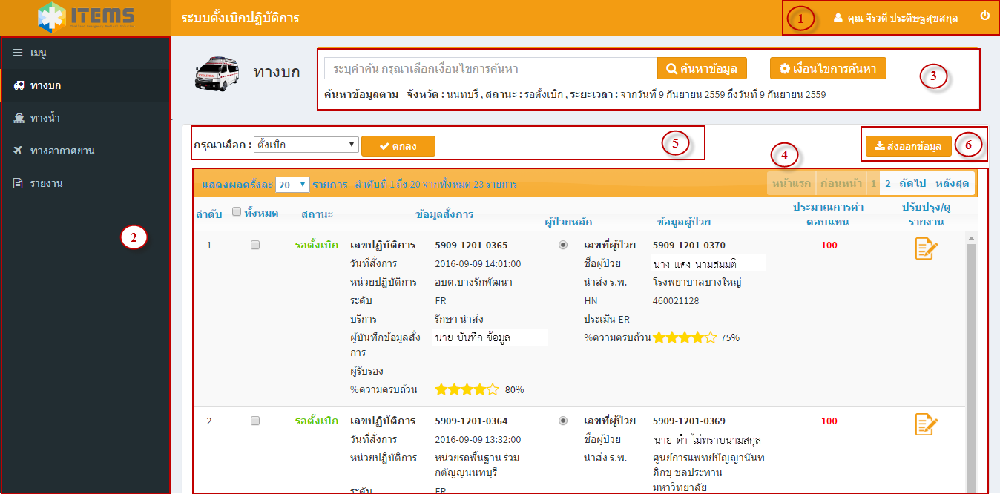 ITEMS
ระบบตั้งเบิกปฏิบัติการ
1
คุณ จิรวดี ประดิษฐสุขสกุล
เมนู
ทางบก
ทางน้ำ
ทางอากาศยาน
รายงาน
2
ทางบก
ระบุคำค้น กรุณาเลือกเงื่อนไขการค้นหา
ค้นหาข้อมูล
เงื่อนไขการค้นหา
3
ค้นหาข้อมูลตาม จังหวัด : นนทบุรี , สถานะ : รอตั้งเบิก , ระยะเวลา : จากวันที่ 9 กันยายน 2559 ถึงวันที่ 9 กันยายน 2559
กรุณาเลือก : ตั้งเบิก ตกลง
5
4
ส่งออกข้อมูล 6
แสดงผลครั้งละ 20 รายการ ลำดับที่ 1 ถึง 20 จากทั้งหมด 23 รายการ
หน้าแรก ก่อนหน้า 1 2 ถัดไป หลังสุด
ลำดับ ทั้งหมด สถานะ ข้อมูลสั่งการ ผู้ป่วยหลัก ข้อมูลผู้ป่วย ประมาณการค่า ปรับปรุง/ดู
ตอบแทน รายงาน
1 รอตั้งเบิก เลขปฏิบัติการ 5909-1201-0365 เลขที่ผู้ป่วย 5909-1201-0370 100
วันที่สั่งการ 2016-09-09 14:01:00 ชื่อผู้ป่วย นาง แดง นามสมมติ
หน่วยปฏิบัติการ อบต.บางรักพัฒนา นำส่ง ร.พ. โรงพยาบาลบางใหญ่
ระดับ FR HN 460021128
บริการ รักษา นำส่ง ประเมิน ER -
ผู้บันทึกข้อมูลสั่ง นาย บันทึก ข้อมูล %ความครบถ้วน 75%
การ
ผู้รับรอง -
%ความครบถ้วน 80%
2 รอตั้งเบิก เลขปฏิบัติการ 5909-1201-0364 เลขที่ผู้ป่วย 5909-1201-0369 100
วันที่สั่งการ 2016-09-09 13:32:00 ชื่อผู้ป่วย นาย ดำ ไม่ทราบนามสกุล
หน่วยปฏิบัติการ หน่วยรถพื้นฐาน ร่วม นำส่ง ร.พ. ศูนย์การแพทย์ปัญญานันท
กตัญญูนนทบุรี ภิกขุ ชลประทาน
มหาวิทยาลัย
ระดับ FR